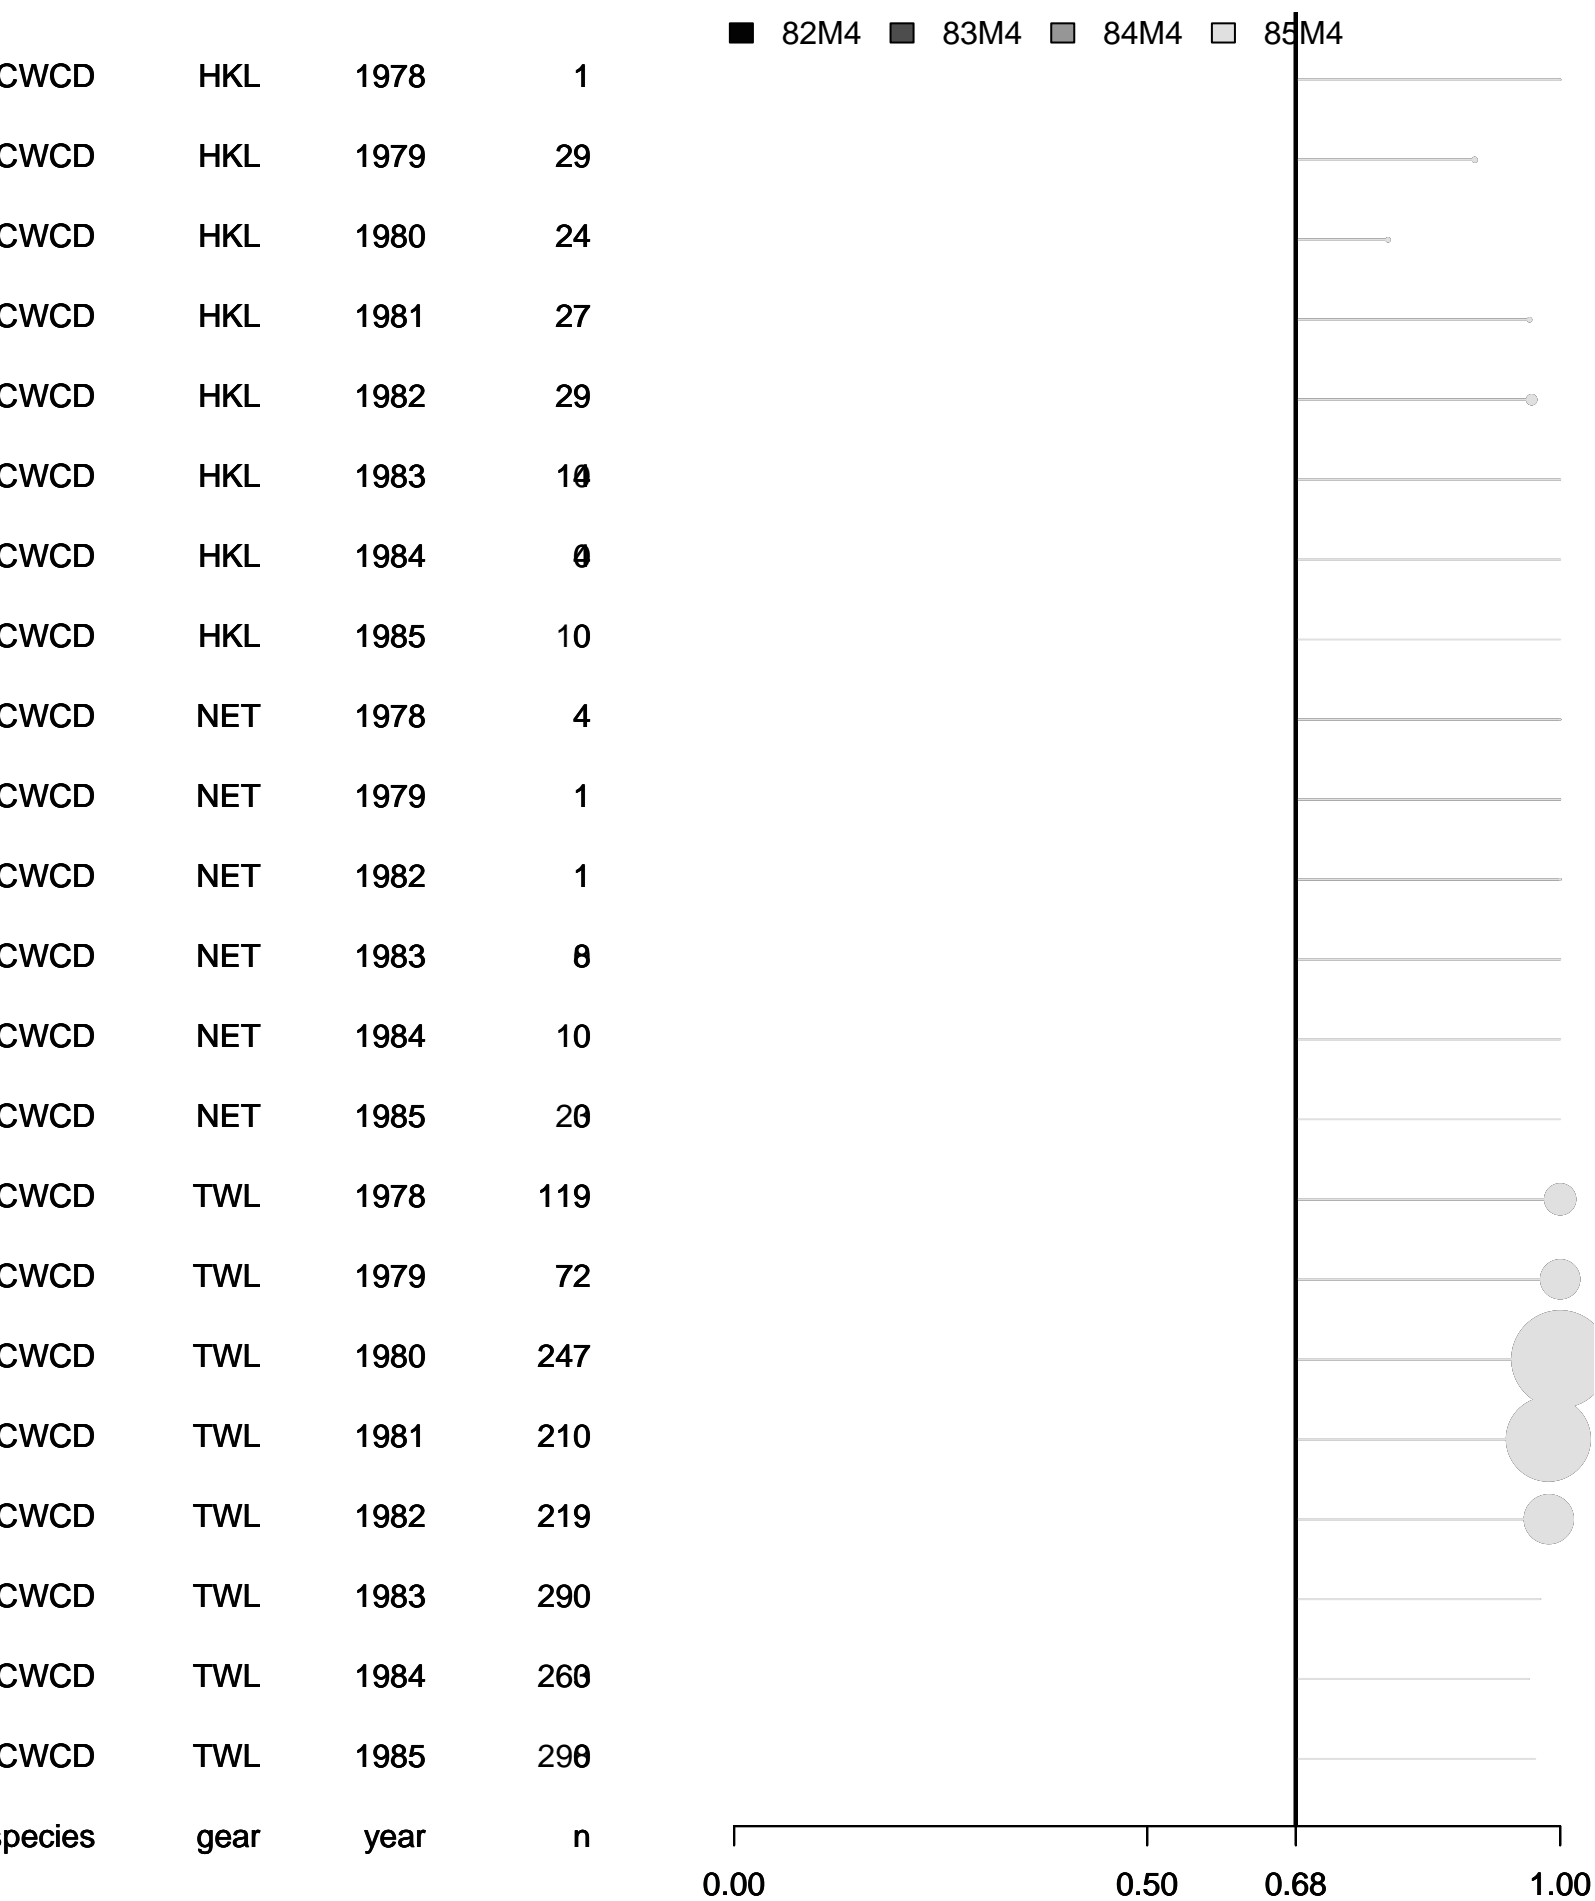 82M4 83M4 84M4 85M4
CWCD HKL 1978 1
CWCD HKL 1979 29
CWCD HKL 1980 24
CWCD HKL 1981 27
CWCD HKL 1982 29
CWCD HKL 1983
CWCD HKL 1984
CWCD HKL 1985 10
CWCD NET 1978 4
CWCD NET 1979 1
CWCD NET 1982 1
CWCD NET 1983
CWCD NET 1984 10
CWCD NET 1985
CWCD TWL 1978 119
CWCD TWL 1979 72
CWCD TWL 1980 247
CWCD TWL 1981 210
CWCD TWL 1982 219
CWCD TWL 1983 290
CWCD TWL 1984
CWCD TWL 1985
species gear year n
0.00 0.50 0.68 1.00